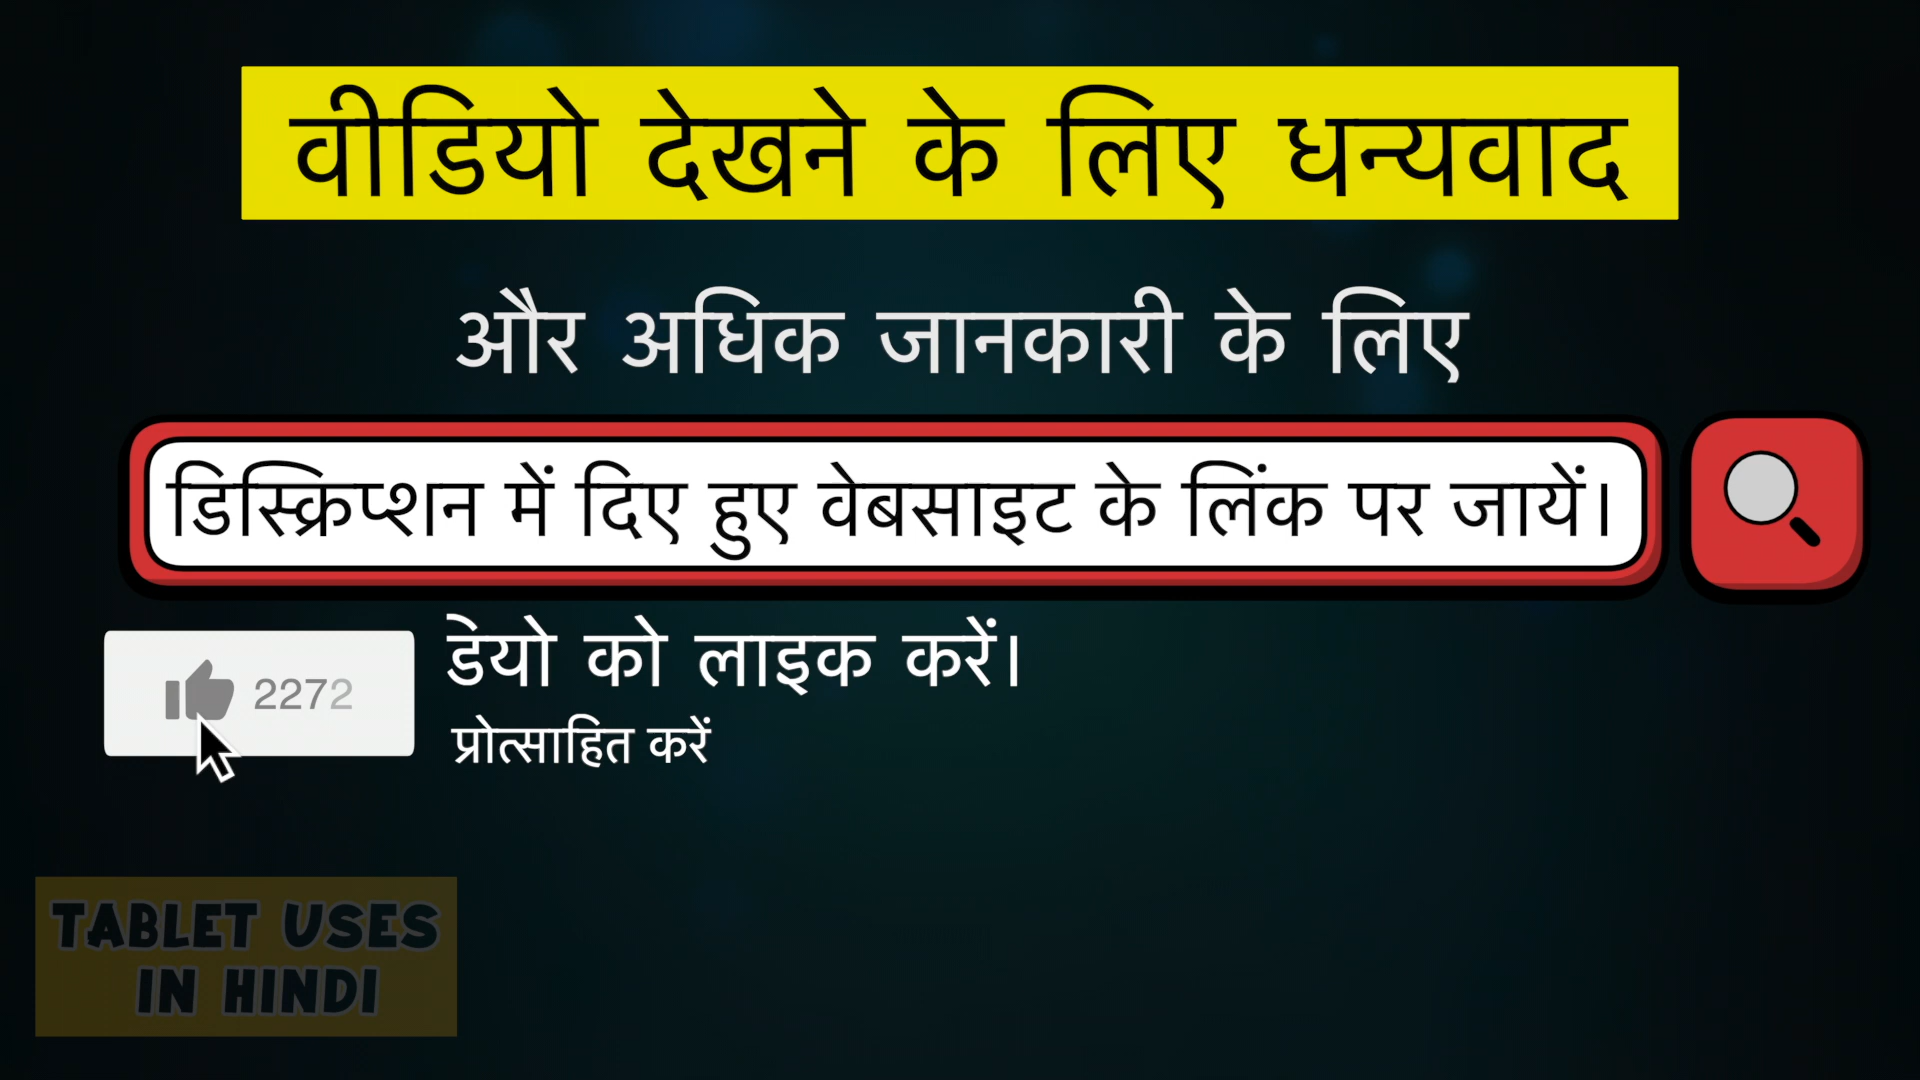 वीडियो देखने के लिए धन्यवाद
और अधिक जानकारी के लिए
डिस्क्रिप्शन में दिए हुए वेबसाइट के लिंक पर जायें।
डियो को लाइक करें।
2272
प्रोत्साहित करें
TABLET USES
IN HINDI